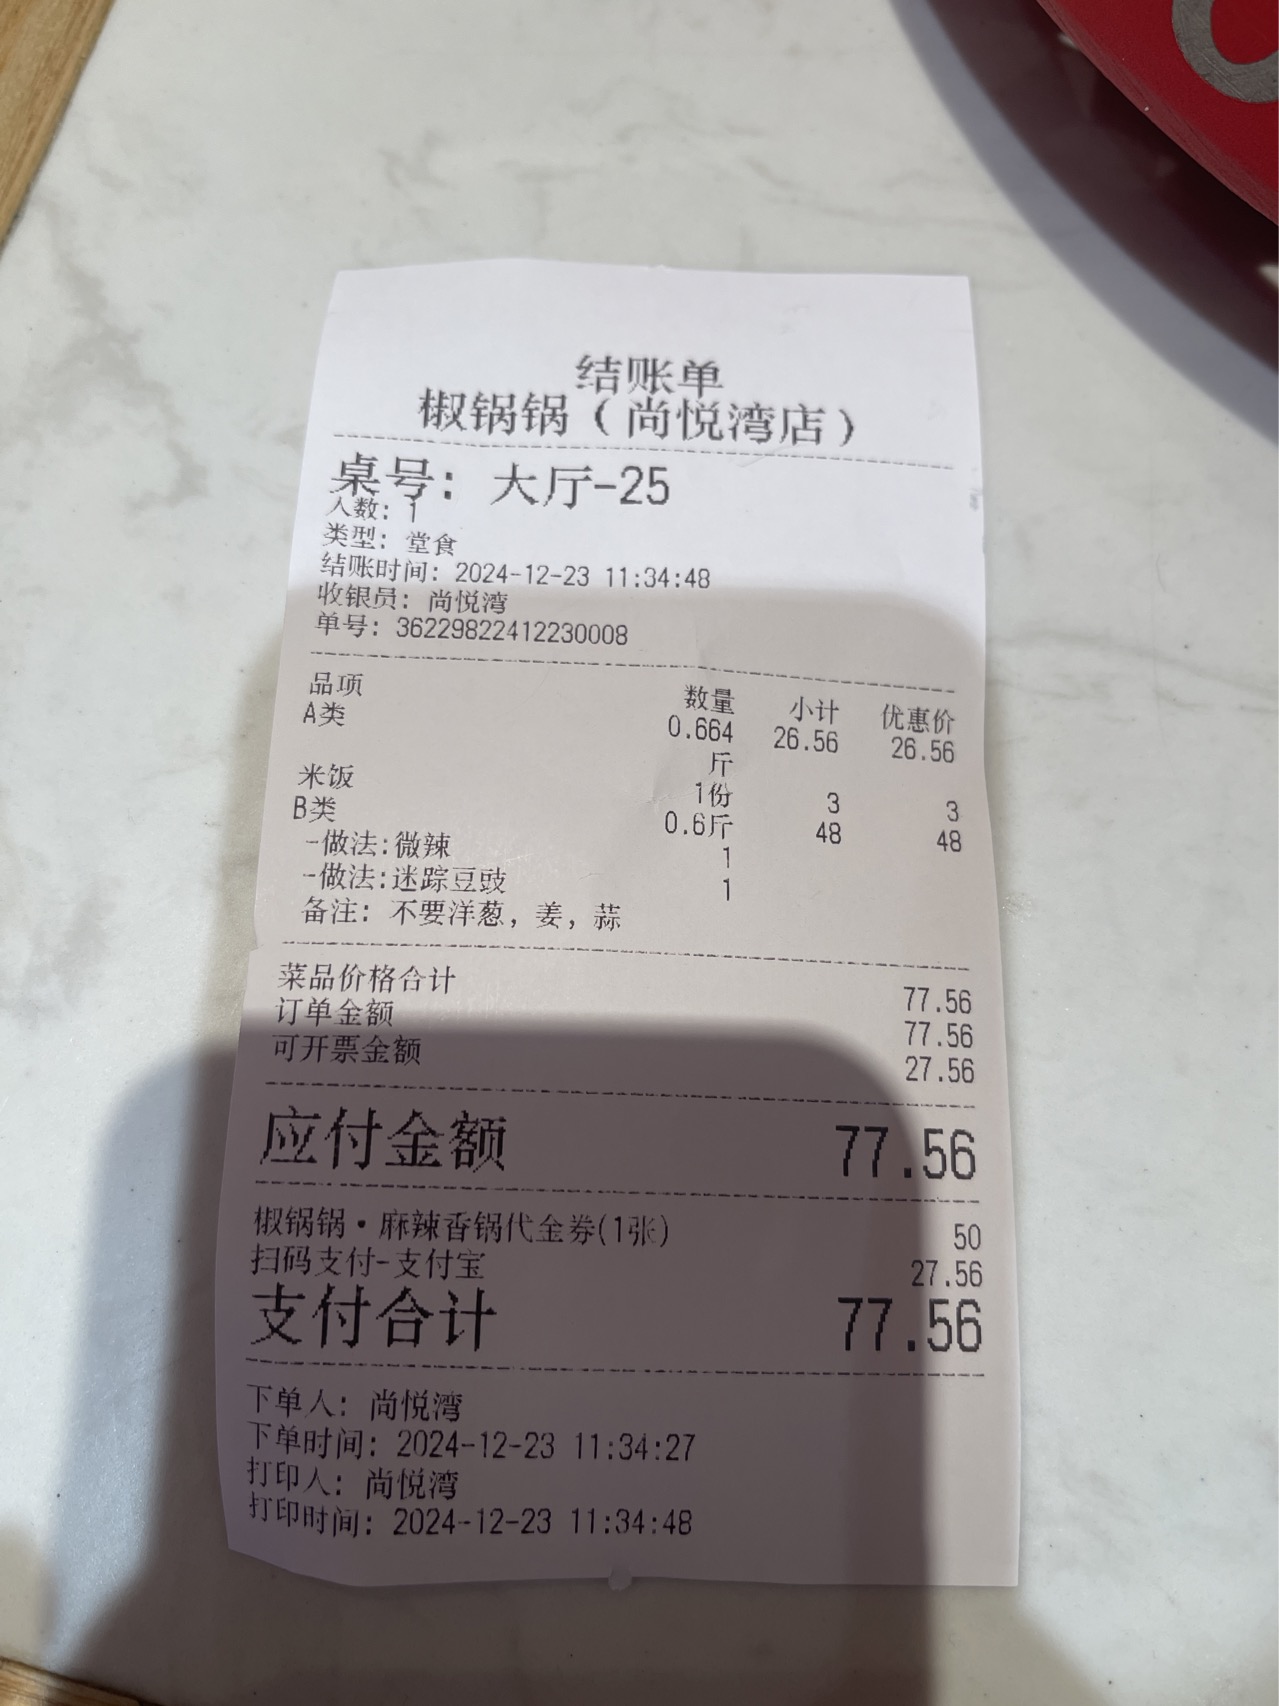 结账单
椒锅锅（尚悦湾店）
桌号：大厅-25
人数：1
类型：堂食
结账时间：2024-12-23 11:34:48
收银员：尚悦湾
单号：36229822412230008
品项 数量 小计 优惠价
A类 0.664斤 26.56 26.56
米饭 1份 3 3
B类 0.6斤 48 48
-做法:微辣 1
-做法:迷踪豆豉 1
备注：不要洋葱，姜，蒜
菜品价格合计 77.56
订单金额 77.56
可开票金额 27.56
应付金额 77.56
椒锅锅·麻辣香锅代金券(1张) 50
扫码支付-支付宝 27.56
支付合计 77.56
下单人：尚悦湾
下单时间：2024-12-23 11:34:27
打印人：尚悦湾
打印时间：2024-12-23 11:34:48